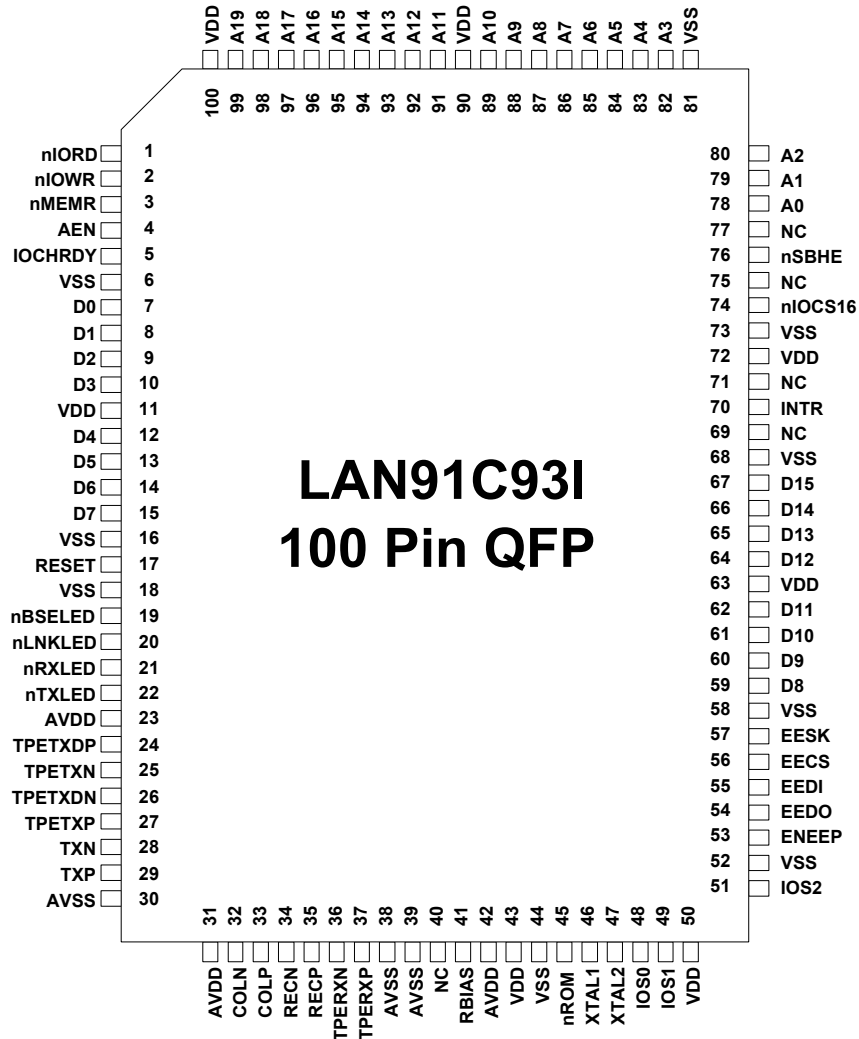 VDD A19 A18 A17 A16 A15 A14 A13 A12 A11 VDD A10 A9 A8 A7 A6 A5 A4 A3 VSS
100 99 98 97 96 95 94 93 92 91 90 89 88 87 86 85 84 83 82 81
nIORD 1 80 A2
nIOWR 2 79 A1
nMEMR 3 78 A0
AEN 4 77 NC
IOCHRDY 5 76 nSBHE
VSS 6 75 NC
D0 7 74 nIOCS16
D1 8 73 VSS
D2 9 72 VDD
D3 10 71 NC
VDD 11 70 INTR
D4 12 69 NC
D5 13 68 VSS
D6 14 67 D15
D7 15 66 D14
VSS 16 65 D13
RESET 17 64 D12
VSS 18 63 VDD
nBSELED 19 62 D11
nLNKLED 20 61 D10
nRXLED 21 60 D9
nTXLED 22 59 D8
AVDD 23 58 VSS
TPETXDP 24 57 EESK
TPETXN 25 56 EECS
TPETXDN 26 55 EEDI
TPETXP 27 54 EEDO
TXN 28 53 ENEEP
TXP 29 52 VSS
AVSS 30 51 IOS2
LAN91C93I
100 Pin QFP
31 32 33 34 35 36 37 38 39 40 41 42 43 44 45 46 47 48 49 50
AVDD COLN COLP RECN RECP TPERXN TPERXP AVSS AVSS NC RBIAS AVDD VDD VSS nROM XTAL1 XTAL2 IOS0 IOS1 VDD